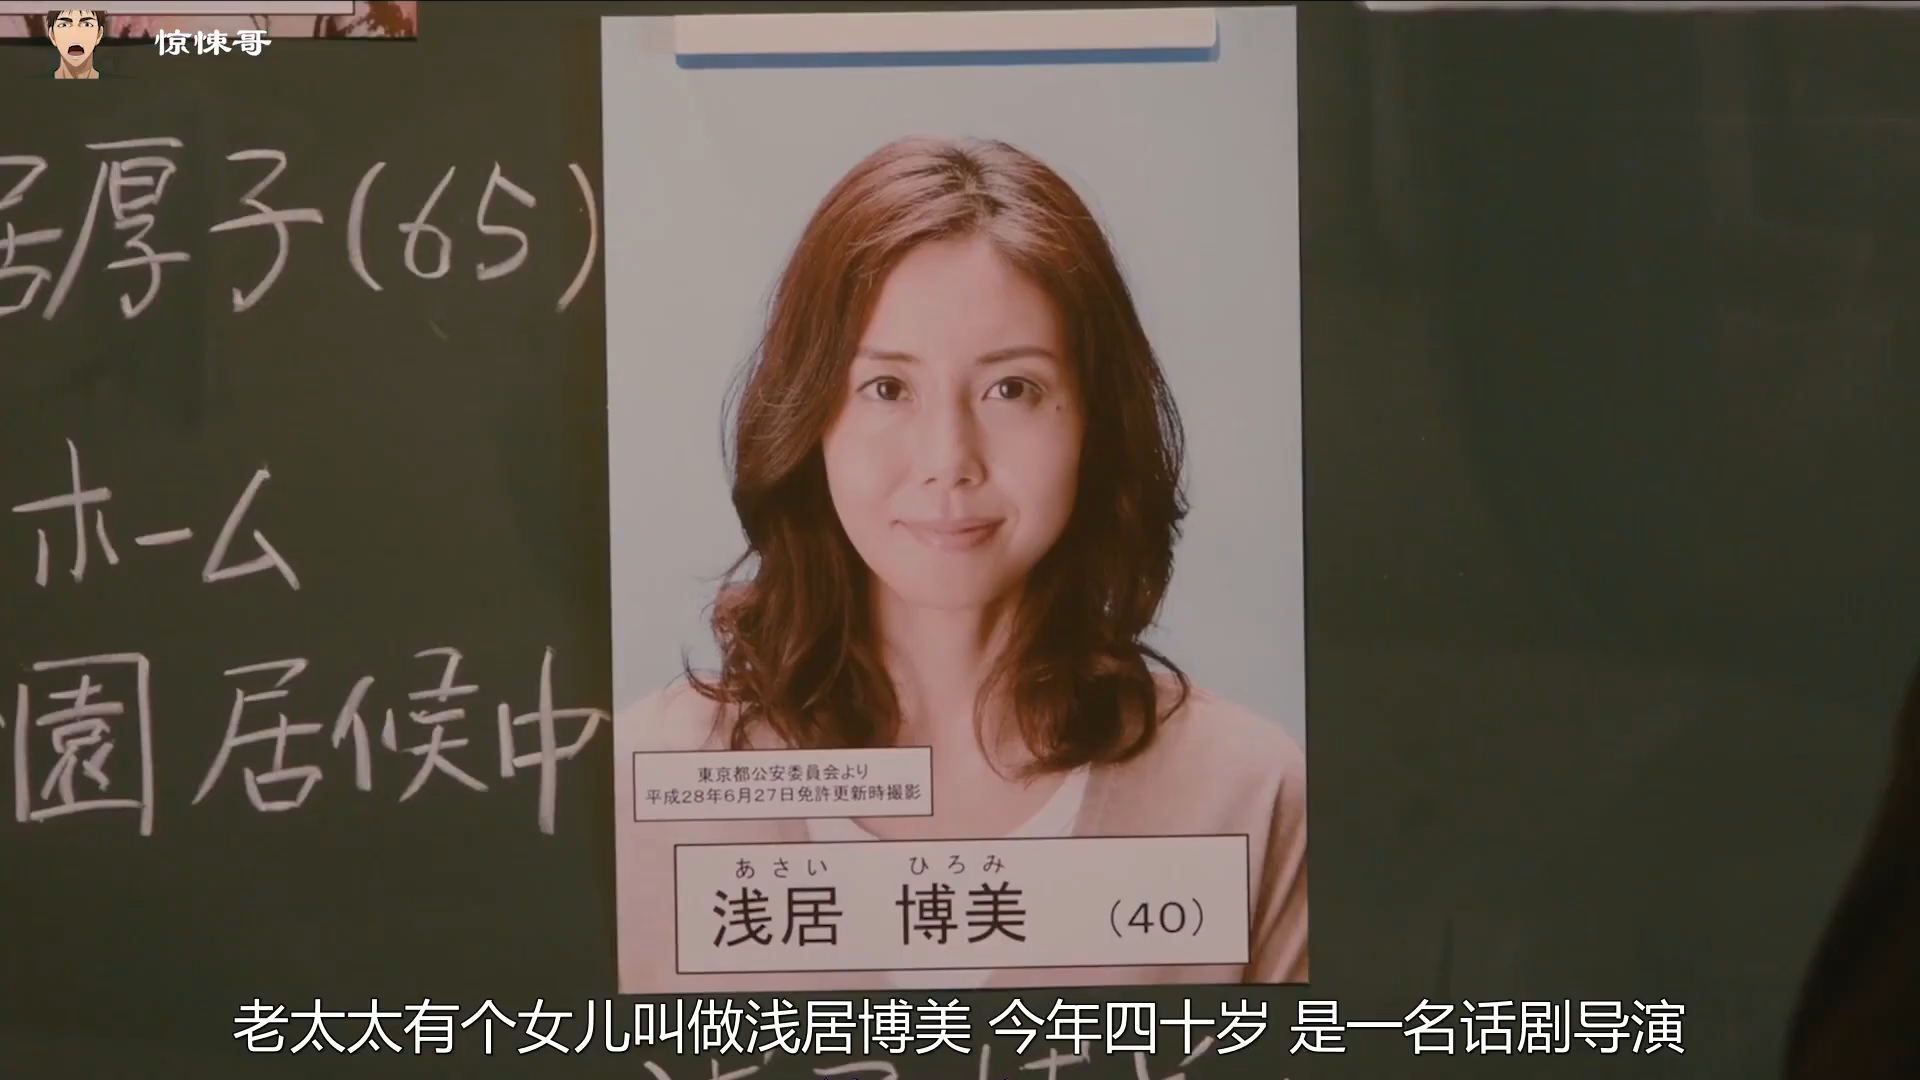 惊悚哥
居厚子(65)
ホーム
園 居候中
東京都公安委員会より
平成28年6月27日免許更新時撮影
あさい ひろみ
浅居 博美 (40)
老太太有个女儿叫做浅居博美 今年四十岁 是一名话剧导演